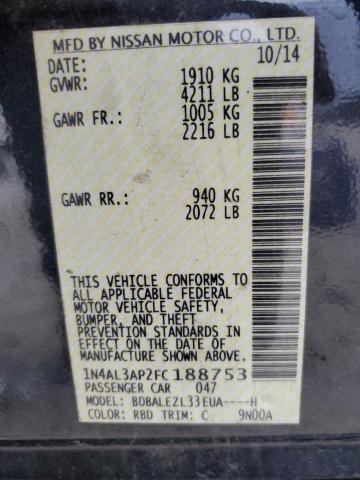 MFD BY NISSAN MOTOR CO., LTD.
DATE: 10/14
GVWR: 1910 KG
4211 LB
GAWR FR.: 1005 KG
2216 LB
GAWR RR.: 940 KG
2072 LB
THIS VEHICLE CONFORMS TO
ALL APPLICABLE FEDERAL
MOTOR VEHICLE SAFETY,
BUMPER, AND THEFT
PREVENTION STANDARDS IN
EFFECT ON THE DATE OF
MANUFACTURE SHOWN ABOVE.
1N4AL3AP2FC188753
PASSENGER CAR 047
MODEL: BDBALEZL33EUA----H
COLOR: RBD TRIM: C 9N00A